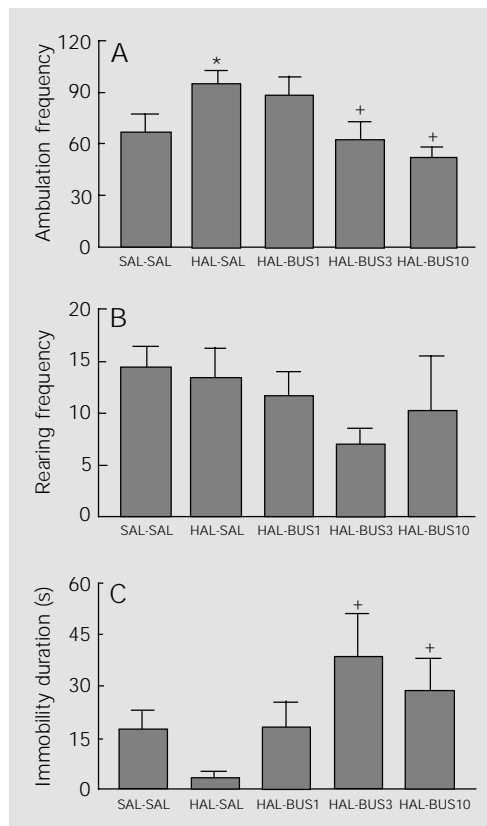 A
Ambulation frequency
120
90
60
30
0
*
+
+
SAL-SAL HAL-SAL HAL-BUS1 HAL-BUS3 HAL-BUS10
B
Rearing frequency
20
15
10
5
0
SAL-SAL HAL-SAL HAL-BUS1 HAL-BUS3 HAL-BUS10
C
Immobility duration (s)
60
45
30
15
0
+
+
SAL-SAL HAL-SAL HAL-BUS1 HAL-BUS3 HAL-BUS10